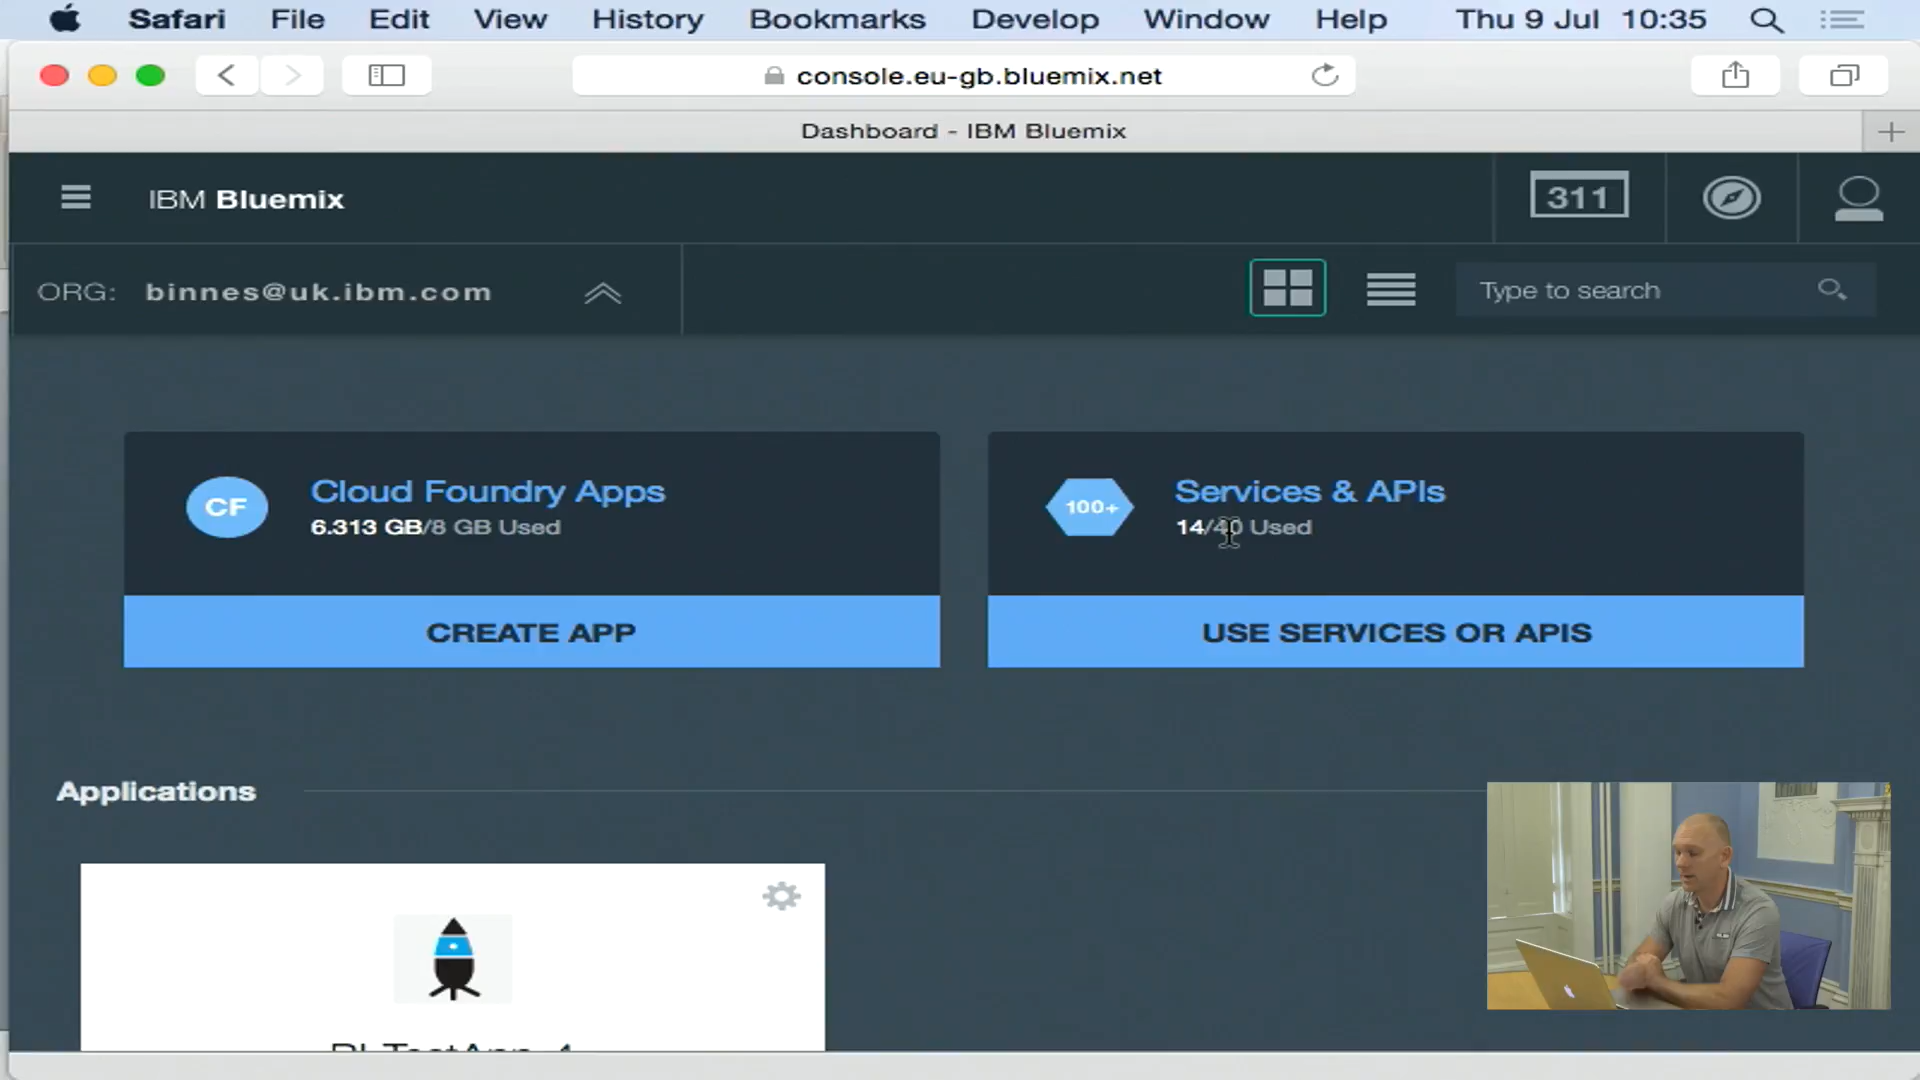 Safari File Edit View History Bookmarks Develop Window Help Thu 9 Jul 10:35
console.eu-gb.bluemix.net
Dashboard - IBM Bluemix
IBM Bluemix
311
ORG: binnes@uk.ibm.com
Type to search
CF
Cloud Foundry Apps
6.313 GB/8 GB Used
100+
Services & APIs
14/40 Used
CREATE APP
USE SERVICES OR APIS
Applications